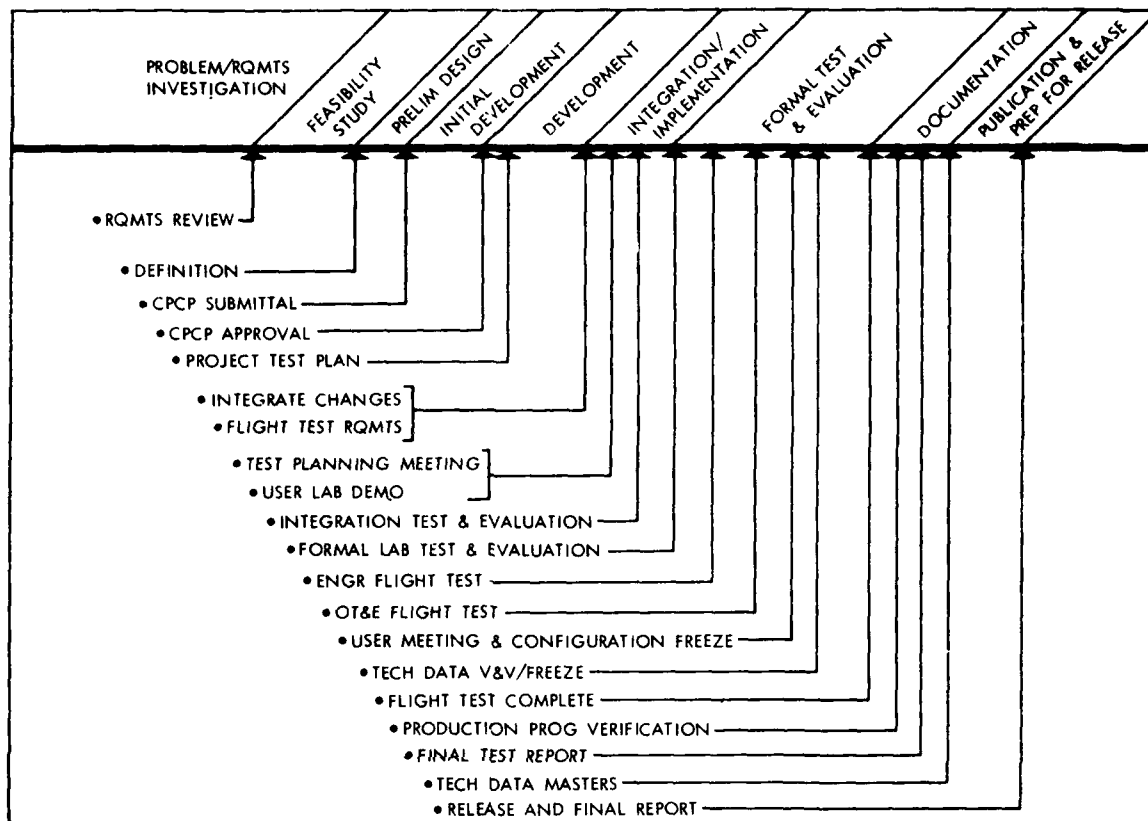 PROBLEM/RQMTS
INVESTIGATION
FEASIBILITY
STUDY
PRELIM DESIGN
INITIAL
DEVELOPMENT
DEVELOPMENT
INTEGRATION/
IMPLEMENTATION
FORMAL TEST
& EVALUATION
DOCUMENTATION
PUBLICATION &
PREP FOR RELEASE
• RQMTS REVIEW
• DEFINITION
• CPCP SUBMITTAL
• CPCP APPROVAL
• PROJECT TEST PLAN
• INTEGRATE CHANGES
• FLIGHT TEST RQMTS
• TEST PLANNING MEETING
• USER LAB DEMO
• INTEGRATION TEST & EVALUATION
• FORMAL LAB TEST & EVALUATION
• ENGR FLIGHT TEST
• OT&E FLIGHT TEST
• USER MEETING & CONFIGURATION FREEZE
• TECH DATA V&V/FREEZE
• FLIGHT TEST COMPLETE
• PRODUCTION PROG VERIFICATION
• FINAL TEST REPORT
• TECH DATA MASTERS
• RELEASE AND FINAL REPORT